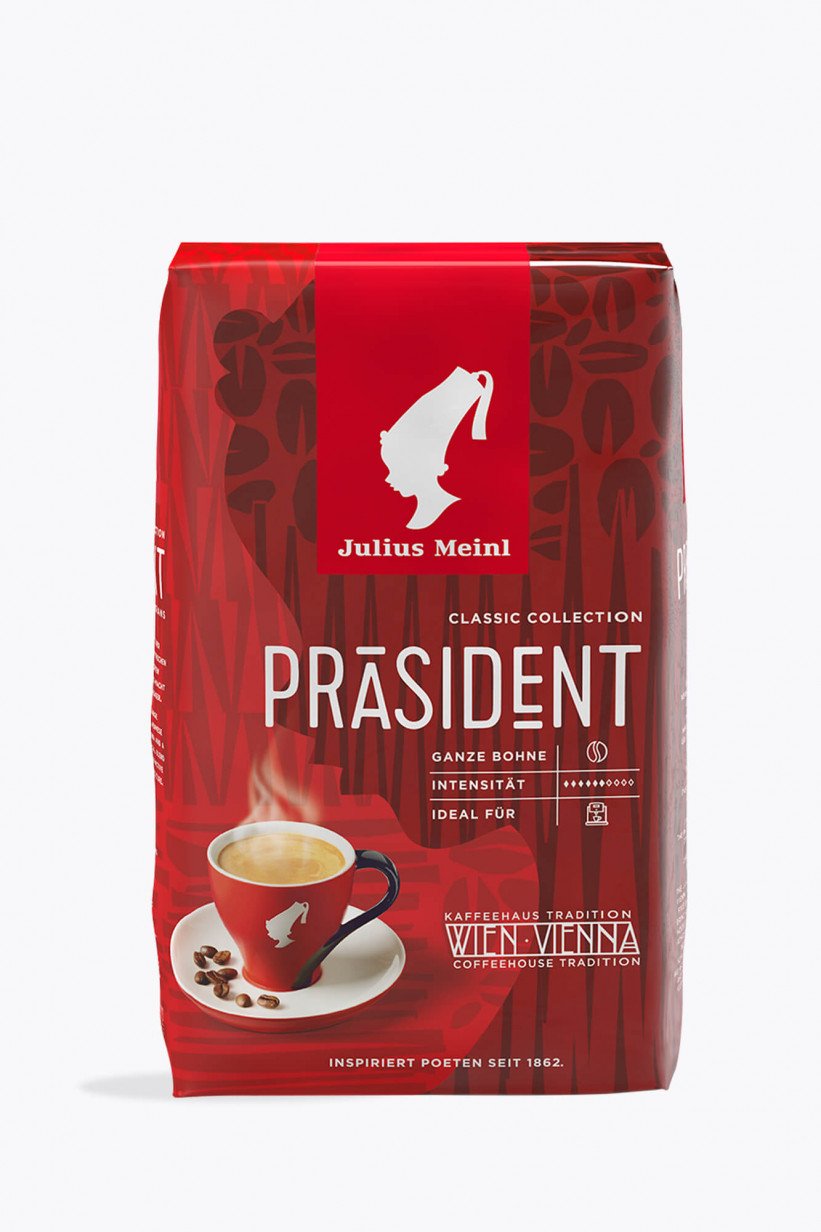 Julius Meinl
CLASSIC COLLECTION
PRÄSIDENT
GANZE BOHNE
INTENSITÄT
IDEAL FÜR
KAFFEEHAUS TRADITION
WIEN · VIENNA
COFFEEHOUSE TRADITION
INSPIRIERT POETEN SEIT 1862.